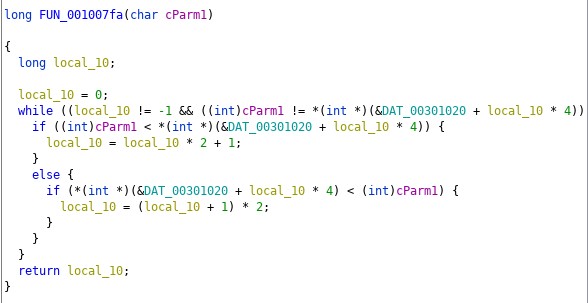 long FUN_001007fa(char cParm1)
{
long local_10;
local_10 = 0;
while ((local_10 != -1 && ((int)cParm1 != *(int *)(&DAT_00301020 + local_10 * 4))
if ((int)cParm1 < *(int *)(&DAT_00301020 + local_10 * 4)) {
local_10 = local_10 * 2 + 1;
}
else {
if (*(int *)(&DAT_00301020 + local_10 * 4) < (int)cParm1) {
local_10 = (local_10 + 1) * 2;
}
}
}
return local_10;
}